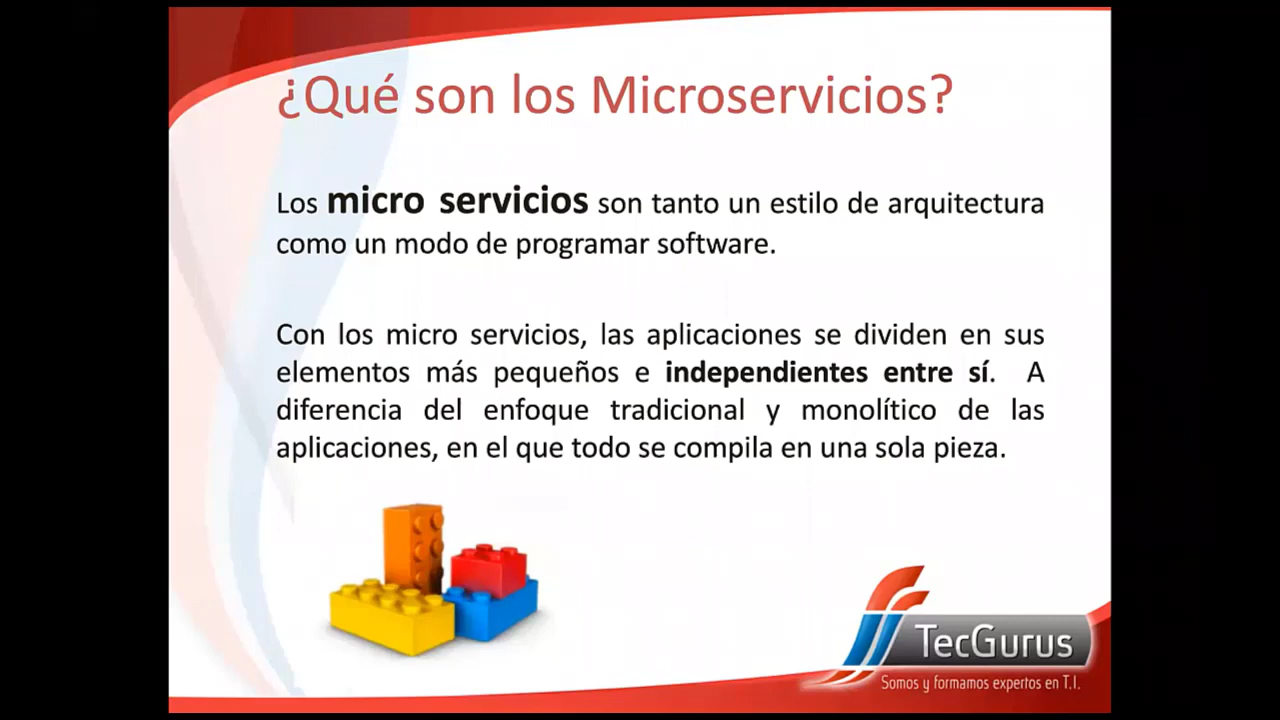 ¿Qué son los Microservicios?
Los micro servicios son tanto un estilo de arquitectura
como un modo de programar software.
Con los micro servicios, las aplicaciones se dividen en sus
elementos más pequeños e independientes entre sí. A
diferencia del enfoque tradicional y monolítico de las
aplicaciones, en el que todo se compila en una sola pieza.
TecGurus
Somos y formamos expertos en T.I.